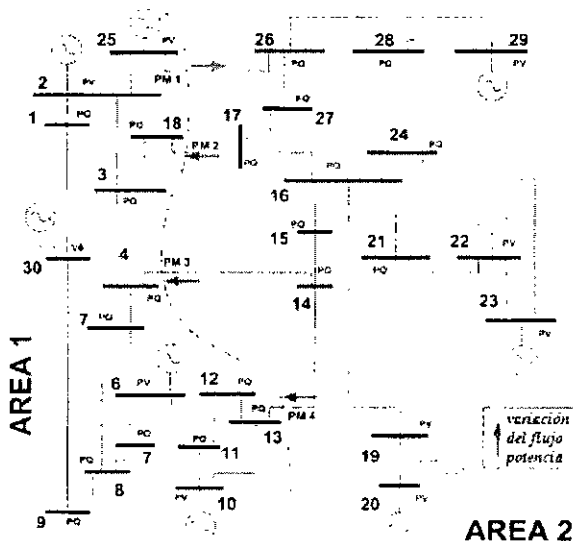 25
PV
26
PQ
28
PQ
29
PV
2
PV
PM 1
1
PQ
PQ
18
17
PQ
PQ
27
24
PM 2
PQ
3
PQ
16
PQ
15
PQ
21
PQ
22
PV
30
Vθ
4
PQ
PM 3
14
PQ
23
PV
7
PQ
6
PV
12
PQ
PQ
13
PM 4
19
PV
variación
del flujo
potencia
7
PQ
PQ
11
PQ
8
PV
10
20
PV
9
PQ
AREA 1
AREA 2